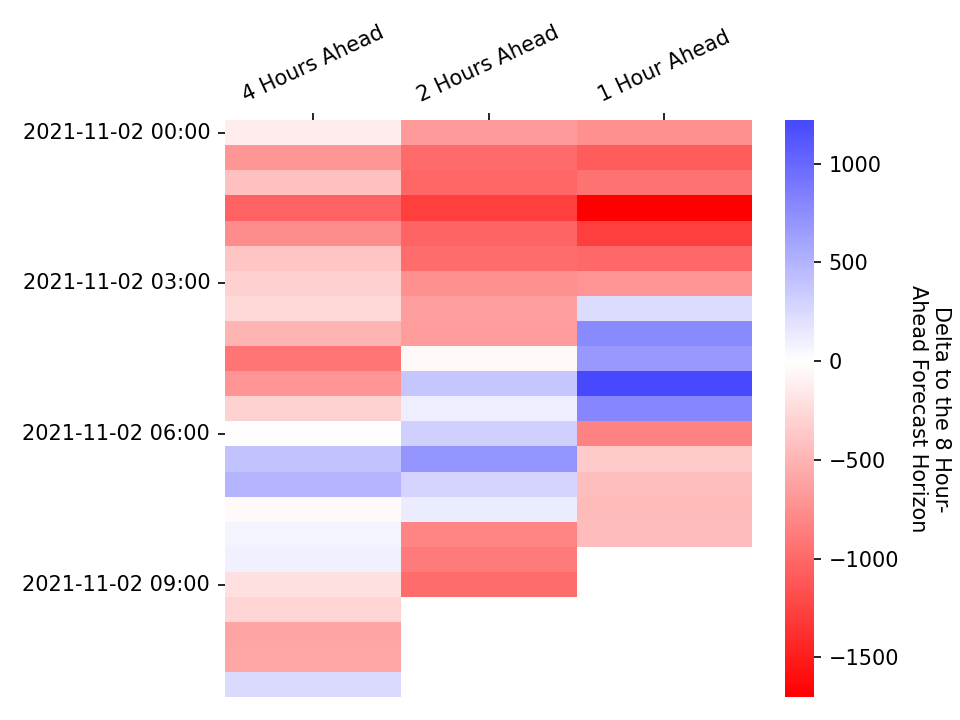 4 Hours Ahead
2 Hours Ahead
1 Hour Ahead
2021-11-02 00:00
2021-11-02 03:00
2021-11-02 06:00
2021-11-02 09:00
1000
500
0
−500
−1000
−1500
Delta to the 8 Hour-
Ahead Forecast Horizon